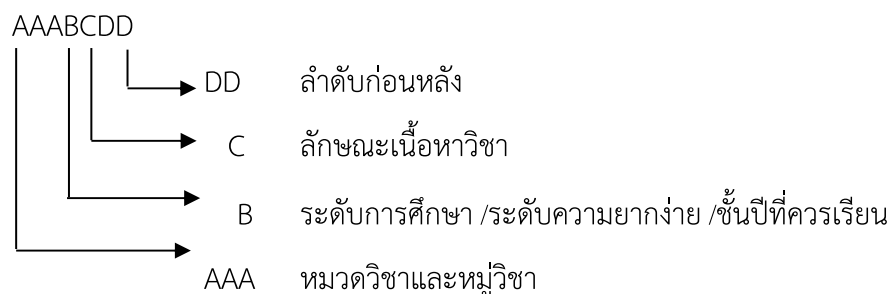 AAABCDD
DD ลำดับก่อนหลัง
C ลักษณะเนื้อหาวิชา
B ระดับการศึกษา /ระดับความยากง่าย /ชั้นปีที่ควรเรียน
AAA หมวดวิชาและหมู่วิชา